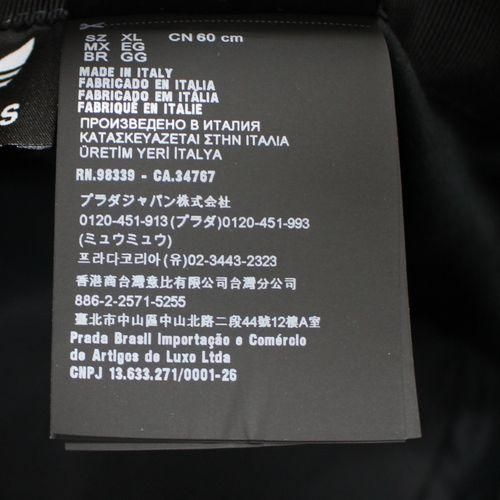 SZ XL CN 60 cm
MX EG
BR GG
MADE IN ITALY
FABRICADO EN ITALIA
FABRICADO EM ITÁLIA
FABRIQUÉ EN ITALIE
ПРОИЗВЕДЕНО В ИТАЛИЯ
ΚΑΤΑΣΚΕΥΑΖΕΤΑΙ ΣΤΗΝ ΙΤΑΛΙΑ
ÜRETİM YERİ İTALYA
RN.98339 - CA.34767
プラダジャパン株式会社
0120-451-913(プラダ)0120-451-993
(ミュウミュウ)
프라다코리아(유) 02-3443-2323
香港商台灣意比有限公司台灣分公司
886-2-2571-5255
臺北市中山區中山北路二段44號12樓A室
Prada Brasil Importação e Comércio
de Artigos de Luxo Ltda
CNPJ 13.633.271/0001-26